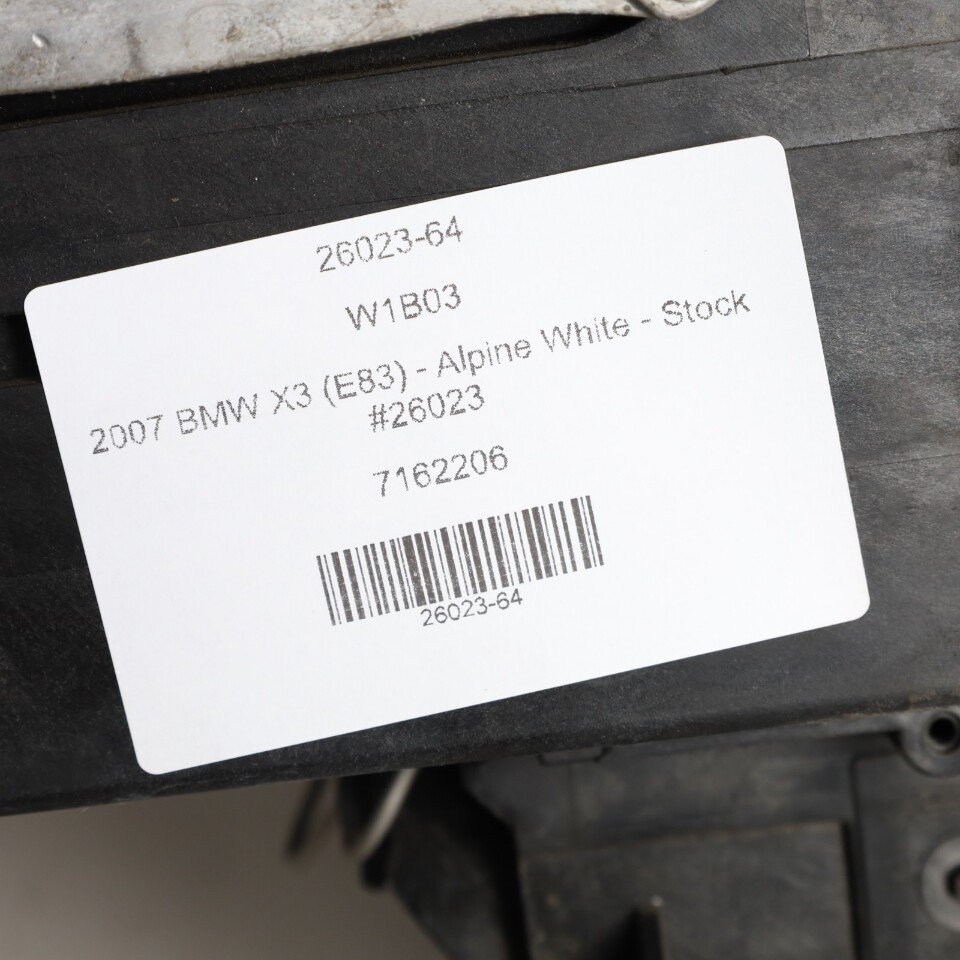 26023-64
W1B03
2007 BMW X3 (E83) - Alpine White - Stock
#26023
7162206
26023-64